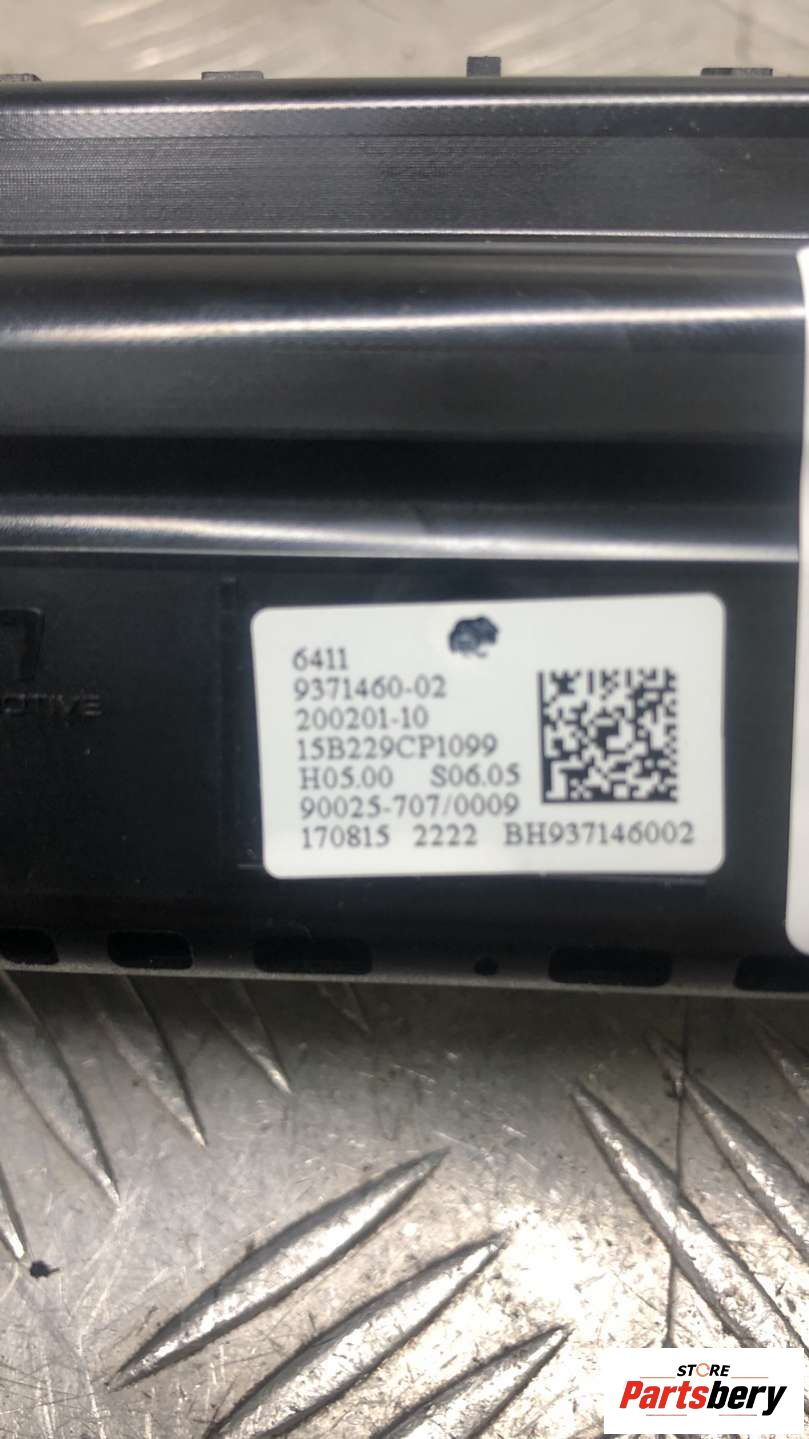 6411
9371460-02
200201-10
15B229CP1099
H05.00 S06.05
90025-707/0009
170815 2222 BH937146002
STORE
Partsbery